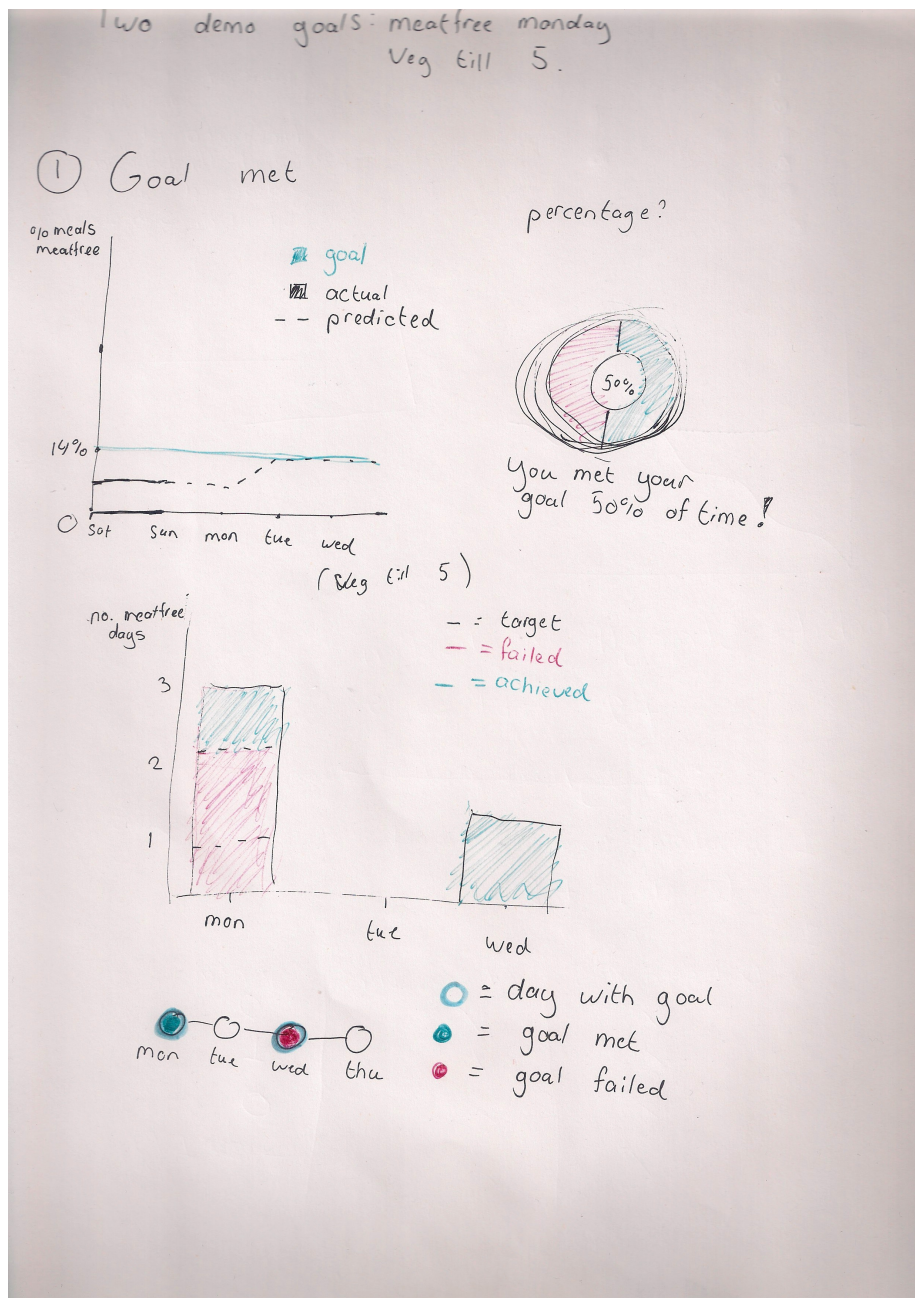 Two demo goals: meatfree monday
Veg till 5.
① Goal met
percentage?
% meals
meatfree
goal
actual
-- predicted
14%
0
Sat Sun mon tue wed
50%
You met your
goal 50% of time!
(Veg till 5)
no. meatfree
days
- = target
- = failed
- = achieved
3
2
1
mon tue wed
= day with goal
= goal met
= goal failed
mon tue wed thu